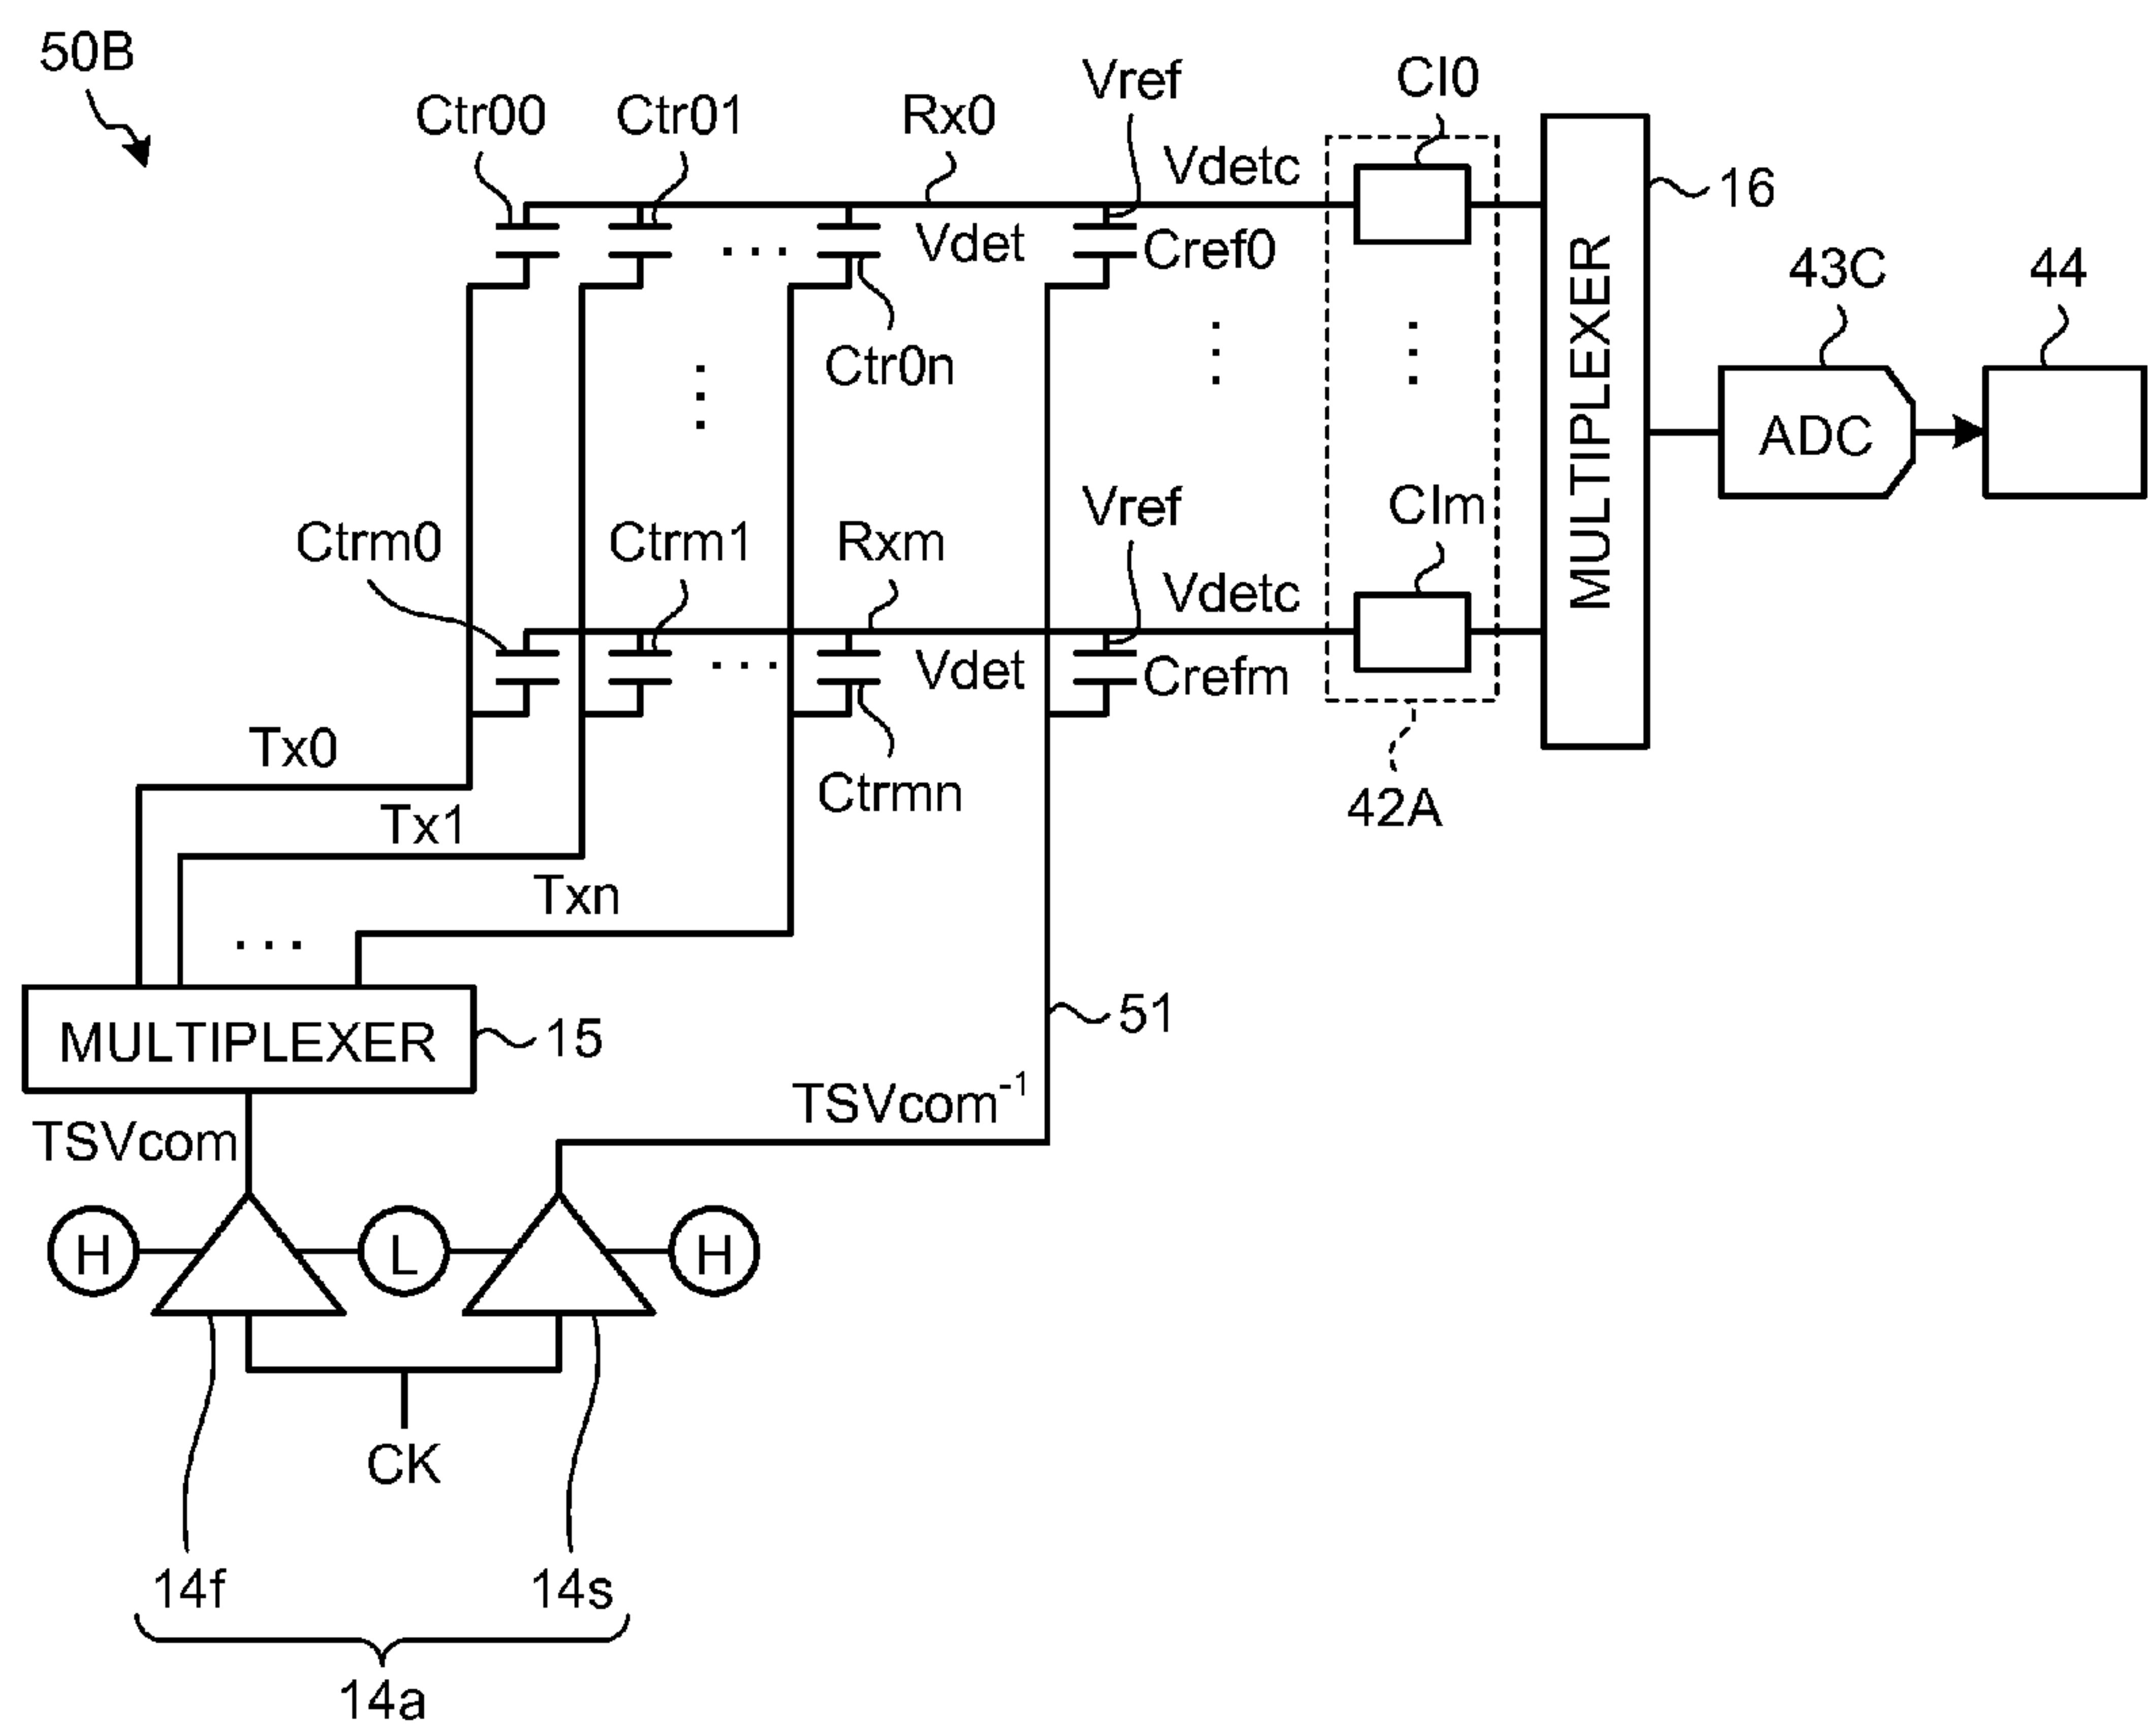 50B
Ctr00
Ctr01
Rx0
Vref
CI0
Vdetc
16
Vdet
Cref0
MULTIPLEXER
43C
44
Ctr0n
ADC
Ctrm0
Ctrm1
Rxm
Vref
CIm
Vdetc
Vdet
Crefm
Tx0
Ctrmn
42A
Tx1
Txn
MULTIPLEXER
15
51
TSVcom
TSVcom⁻¹
H
L
H
CK
14f
14s
14a